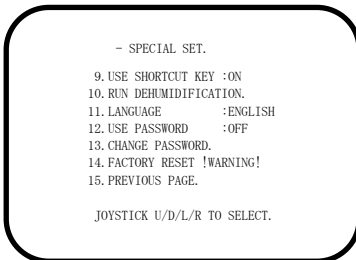 - SPECIAL SET.
9. USE SHORTCUT KEY :ON
10. RUN DEHUMIDIFICATION.
11. LANGUAGE :ENGLISH
12. USE PASSWORD :OFF
13. CHANGE PASSWORD.
14. FACTORY RESET !WARNING!
15. PREVIOUS PAGE.
JOYSTICK U/D/L/R TO SELECT.